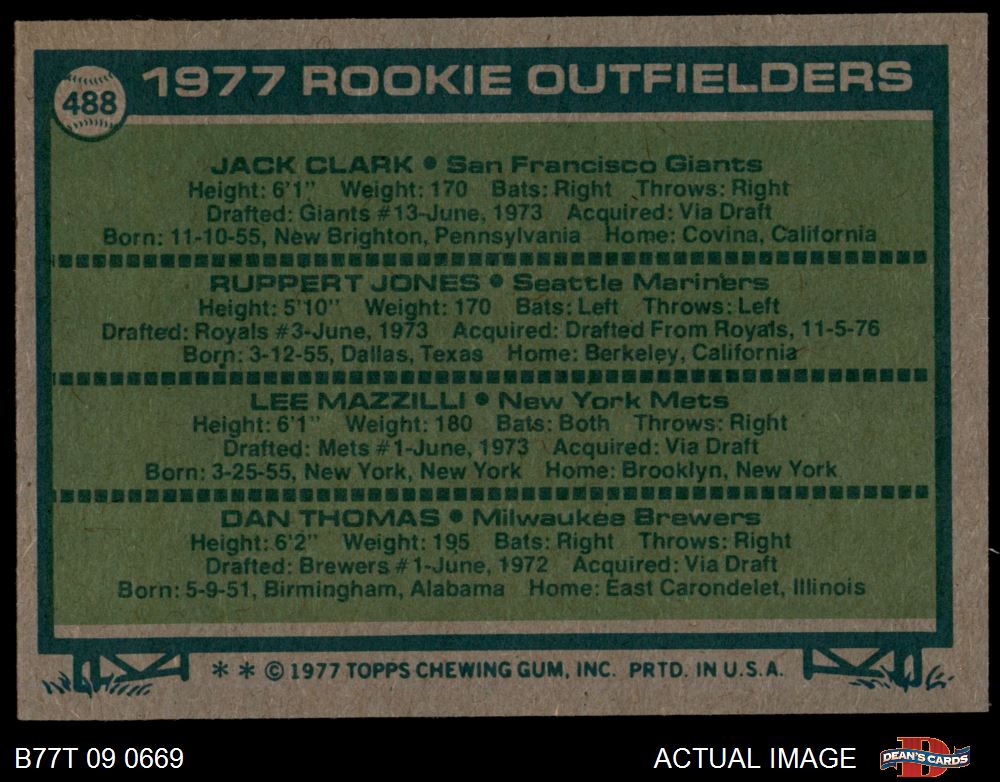 488
1977 ROOKIE OUTFIELDERS
JACK CLARK • San Francisco Giants
Height: 6'1" Weight: 170 Bats: Right Throws: Right
Drafted: Giants #13-June, 1973 Acquired: Via Draft
Born: 11-10-55, New Brighton, Pennsylvania Home: Covina, California
RUPPERT JONES • Seattle Mariners
Height: 5'10" Weight: 170 Bats: Left Throws: Left
Drafted: Royals #3-June, 1973 Acquired: Drafted From Royals, 11-5-76
Born: 3-12-55, Dallas, Texas Home: Berkeley, California
LEE MAZZILLI • New York Mets
Height: 6'1" Weight: 180 Bats: Both Throws: Right
Drafted: Mets #1-June, 1973 Acquired: Via Draft
Born: 3-25-55, New York, New York Home: Brooklyn, New York
DAN THOMAS • Milwaukee Brewers
Height: 6'2" Weight: 195 Bats: Right Throws: Right
Drafted: Brewers #1-June, 1972 Acquired: Via Draft
Born: 5-9-51, Birmingham, Alabama Home: East Carondelet, Illinois
* * © 1977 TOPPS CHEWING GUM, INC. PRTD. IN U.S.A.
B77T 09 0669
ACTUAL IMAGE
DEAN'S CARDS